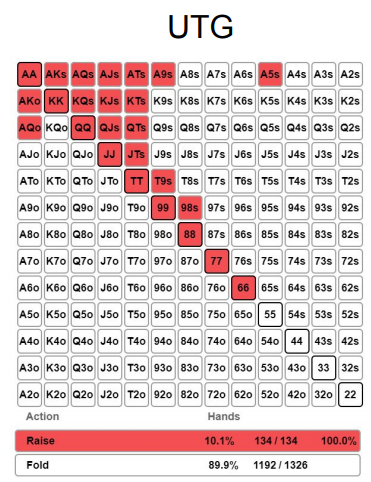 UTG
AA AKs AQs AJs ATs A9s A8s A7s A6s A5s A4s A3s A2s
AKo KK KQs KJs KTs K9s K8s K7s K6s K5s K4s K3s K2s
AQo KQo QQ QJs QTs Q9s Q8s Q7s Q6s Q5s Q4s Q3s Q2s
AJo KJo QJo JJ JTs J9s J8s J7s J6s J5s J4s J3s J2s
ATo KTo QTo JTo TT T9s T8s T7s T6s T5s T4s T3s T2s
A9o K9o Q9o J9o T9o 99 98s 97s 96s 95s 94s 93s 92s
A8o K8o Q8o J8o T8o 98o 88 87s 86s 85s 84s 83s 82s
A7o K7o Q7o J7o T7o 97o 87o 77 76s 75s 74s 73s 72s
A6o K6o Q6o J6o T6o 96o 86o 76o 66 65s 64s 63s 62s
A5o K5o Q5o J5o T5o 95o 85o 75o 65o 55 54s 53s 52s
A4o K4o Q4o J4o T4o 94o 84o 74o 64o 54o 44 43s 42s
A3o K3o Q3o J3o T3o 93o 83o 73o 63o 53o 43o 33 32s
A2o K2o Q2o J2o T2o 92o 82o 72o 62o 52o 42o 32o 22
Action Hands
Raise 10.1% 134 / 134 100.0%
Fold 89.9% 1192 / 1326